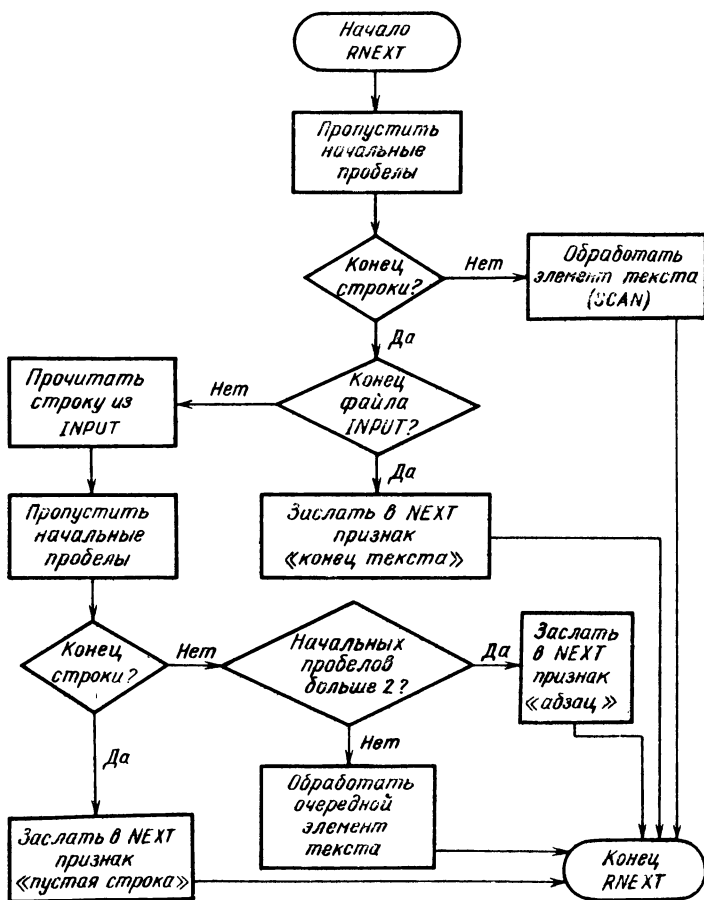 Начало
RNEXT
Пропустить
начальные
пробелы
Конец
строки?
Нет
Обработать
элемент текста
(SCAN)
Да
Прочитать
строку из
INPUT
Нет
Конец
файла
INPUT?
Да
Пропустить
начальные
пробелы
Заслать в NEXT
признак
«конец текста»
Конец
строки?
Нет
Начальных
пробелов
больше 2?
Да
Заслать
в NEXT
признак
«абзац»
Да
Нет
Обработать
очередной
элемент
текста
Заслать в NEXT
признак
«пустая строка»
Конец
RNEXT